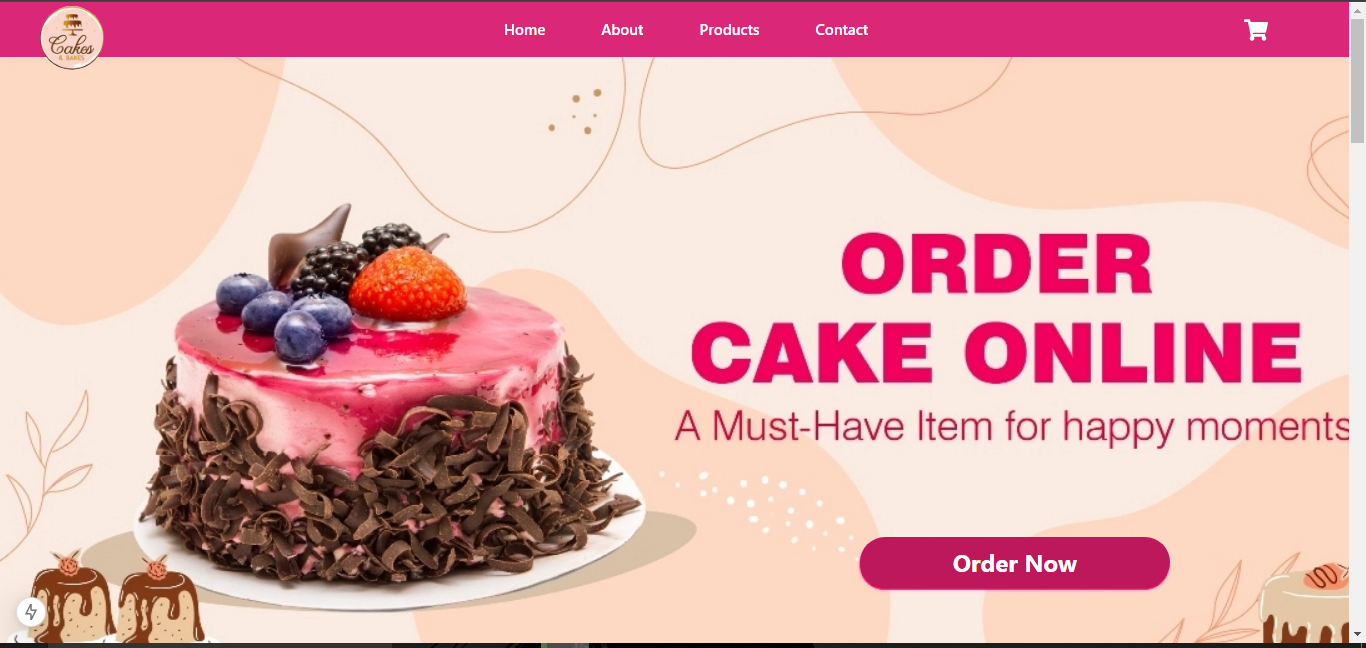 Cakes
& BAKES
Home About Products Contact
ORDER
CAKE ONLINE
A Must-Have Item for happy moments
Order Now